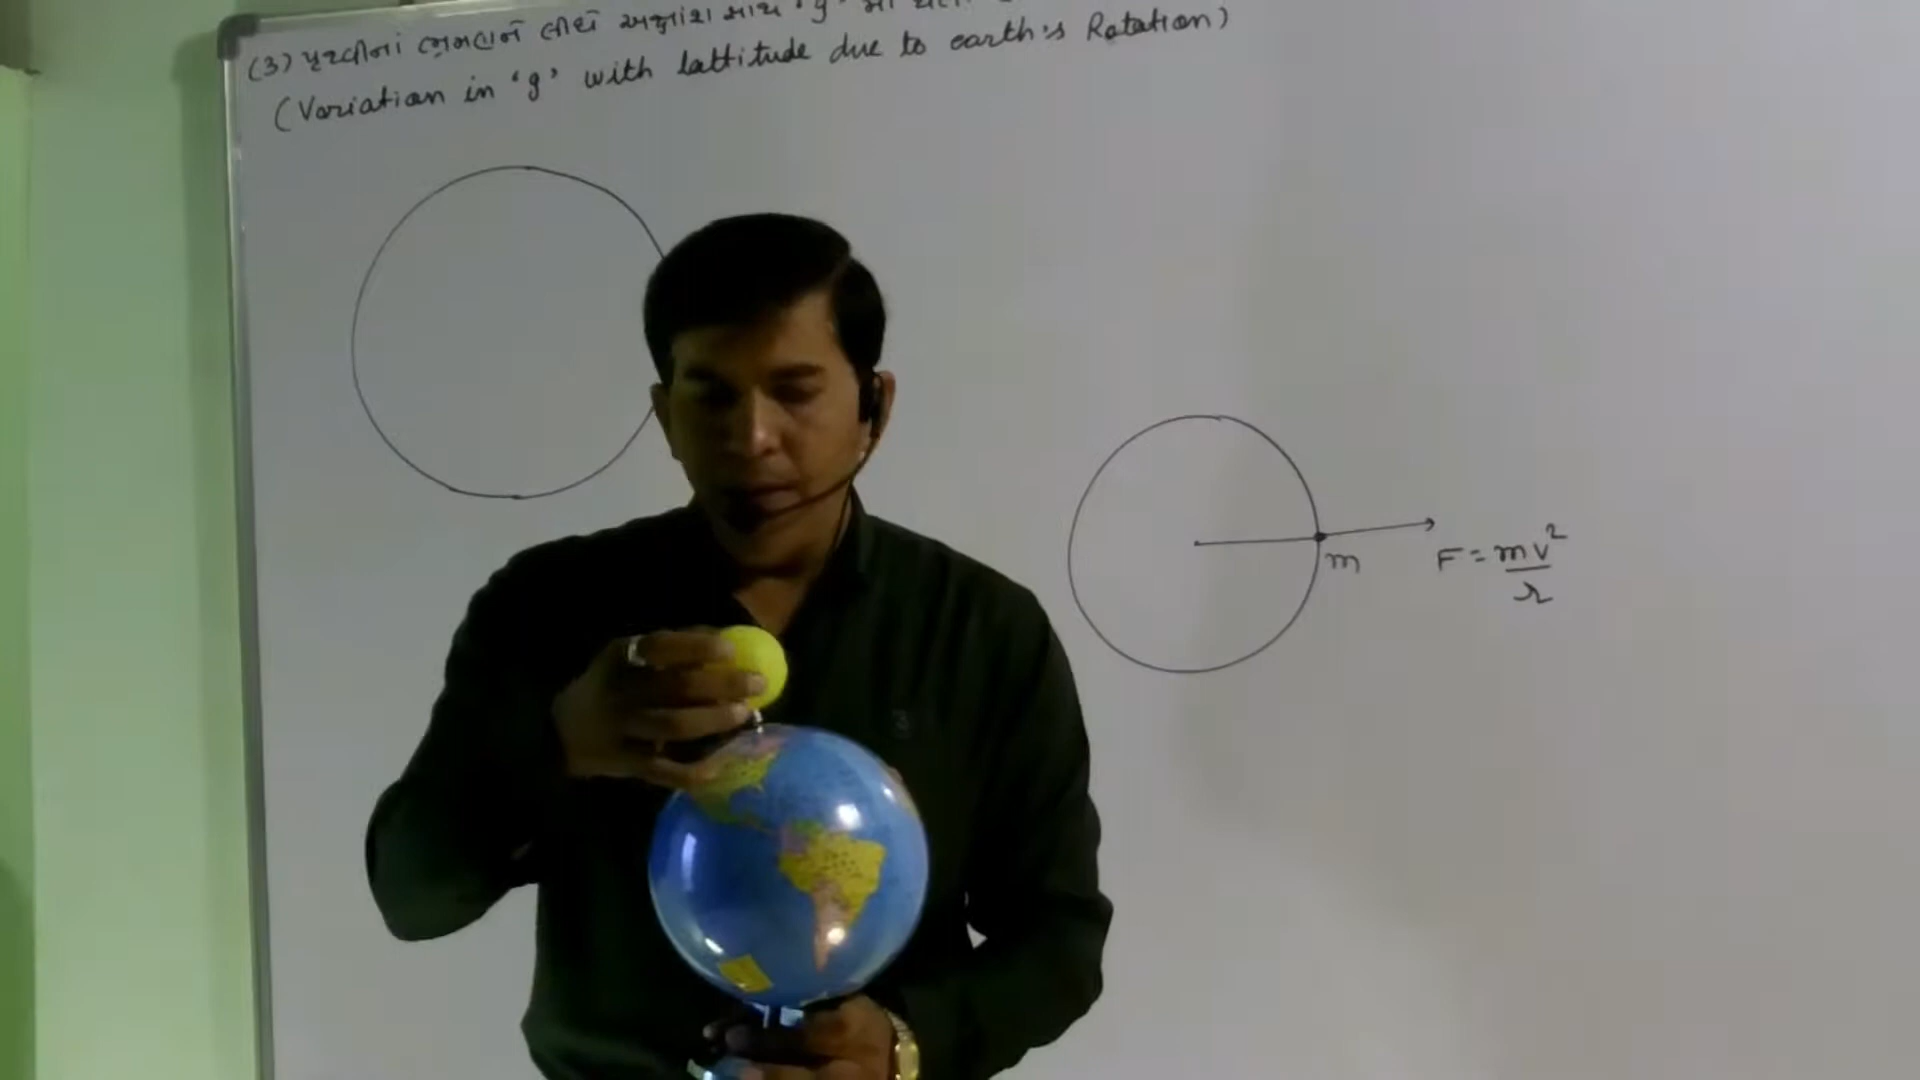 (3) પૃથ્વીનાં ભ્રમણને લીધે અક્ષાંશ સાથે 'g' માં
(Variation in 'g' with lattitude due to earth's Rotation)
m
F = mv²/r